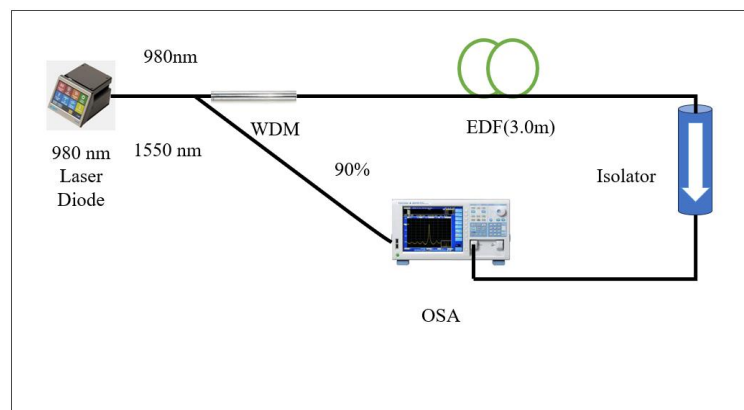 980nm
WDM
EDF(3.0m)
1550 nm
980 nm
Laser
Diode
90%
Isolator
OSA